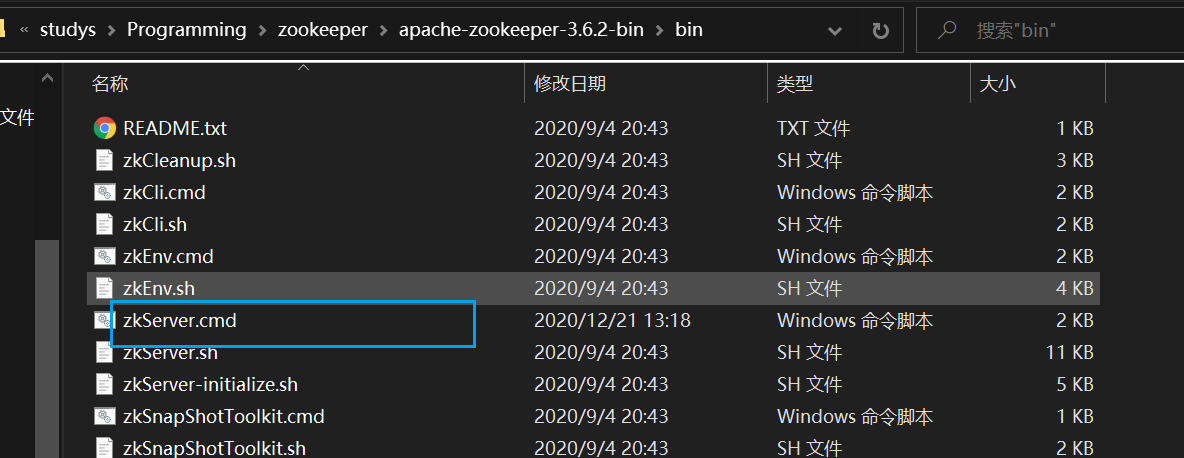 « studys > Programming > zookeeper > apache-zookeeper-3.6.2-bin > bin 搜索"bin"
名称 修改日期 类型 大小
文件
README.txt 2020/9/4 20:43 TXT 文件 1 KB
zkCleanup.sh 2020/9/4 20:43 SH 文件 3 KB
zkCli.cmd 2020/9/4 20:43 Windows 命令脚本 2 KB
zkCli.sh 2020/9/4 20:43 SH 文件 2 KB
zkEnv.cmd 2020/9/4 20:43 Windows 命令脚本 2 KB
zkEnv.sh 2020/9/4 20:43 SH 文件 4 KB
zkServer.cmd 2020/12/21 13:18 Windows 命令脚本 2 KB
zkServer.sh 2020/9/4 20:43 SH 文件 11 KB
zkServer-initialize.sh 2020/9/4 20:43 SH 文件 5 KB
zkSnapShotToolkit.cmd 2020/9/4 20:43 Windows 命令脚本 1 KB
zkSnapShotToolkit.sh 2020/9/4 20:43 SH 文件 2 KB